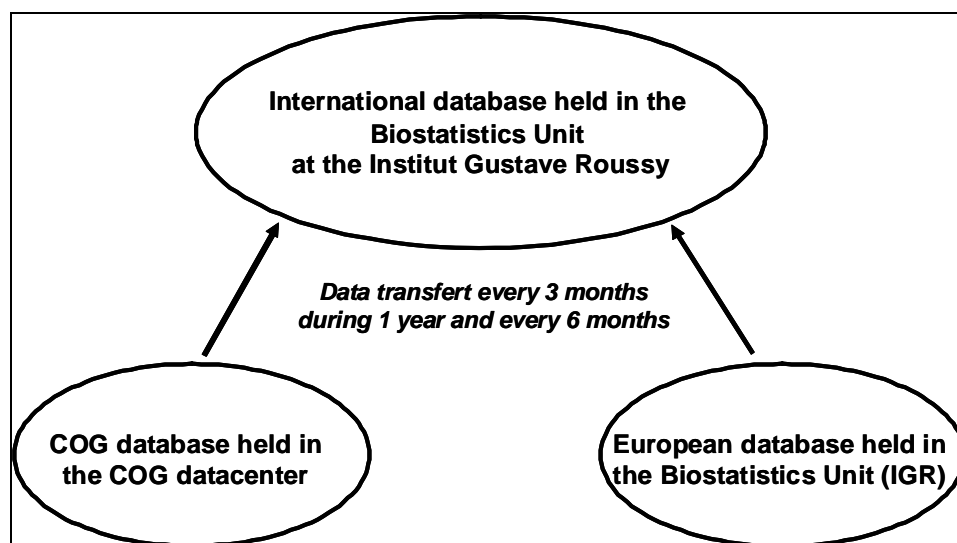 International database held in the
Biostatistics Unit
at the Institut Gustave Roussy
Data transfert every 3 months
during 1 year and every 6 months
COG database held in
the COG datacenter
European database held in
the Biostatistics Unit (IGR)